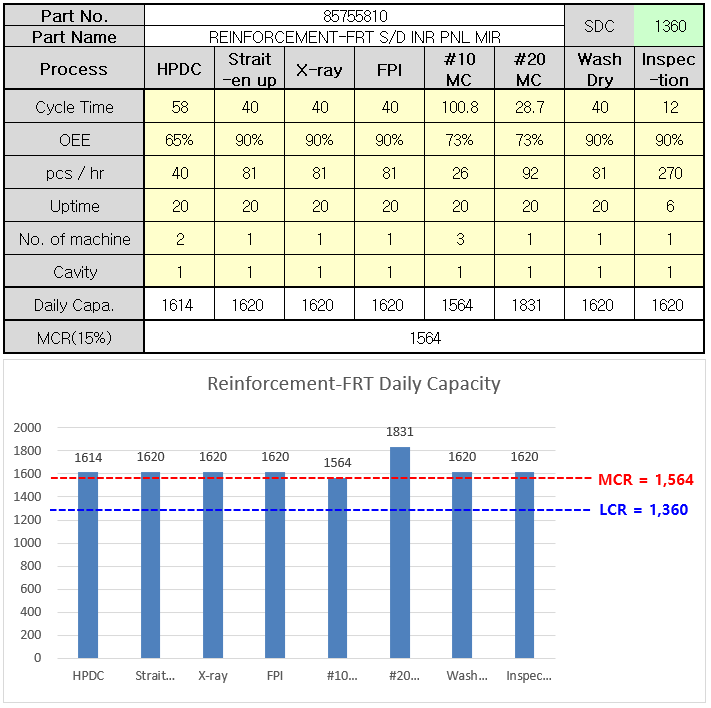 Part No. 85755810 SDC 1360
Part Name REINFORCEMENT-FRT S/D INR PNL MIR
Process HPDC Strait -en up X-ray FPI #10 MC #20 MC Wash Dry Inspec -tion
Cycle Time 58 40 40 40 100.8 28.7 40 12
OEE 65% 90% 90% 90% 73% 73% 90% 90%
pcs / hr 40 81 81 81 26 92 81 270
Uptime 20 20 20 20 20 20 20 6
No. of machine 2 1 1 1 3 1 1 1
Cavity 1 1 1 1 1 1 1 1
Daily Capa. 1614 1620 1620 1620 1564 1831 1620 1620
MCR(15%) 1564
Reinforcement-FRT Daily Capacity
2000
1800
1600
1400
1200
1000
800
600
400
200
0
1614 1620 1620 1620 1564 1831 1620 1620
MCR = 1,564
LCR = 1,360
HPDC Strait... X-ray FPI #10... #20... Wash... Inspec...